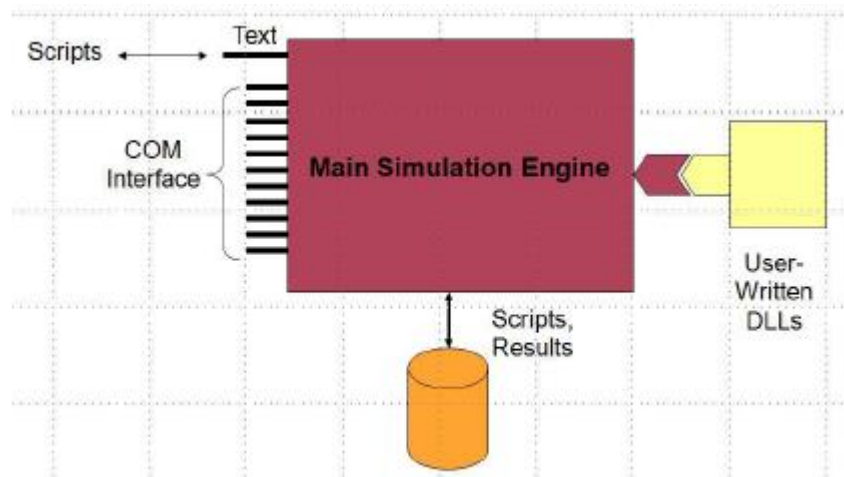 Text
Scripts
COM
Interface
Main Simulation Engine
User-
Written
DLLs
Scripts,
Results